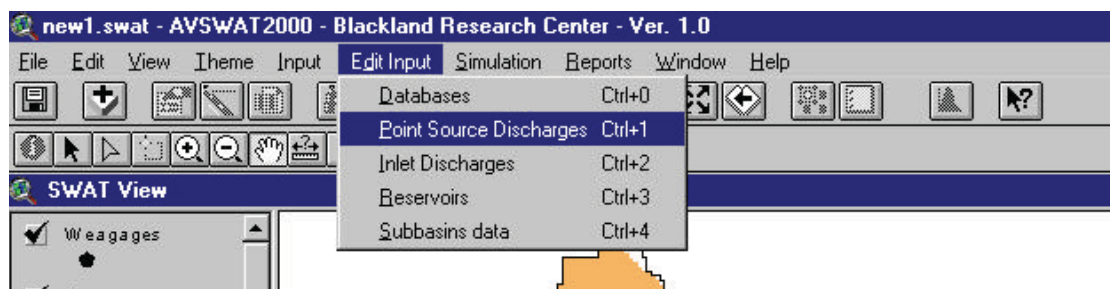 new1.swat - AVSWAT2000 - Blackland Research Center - Ver. 1.0
File Edit View Theme Input Edit Input Simulation Reports Window Help
Databases Ctrl+0
Point Source Discharges Ctrl+1
Inlet Discharges Ctrl+2
Reservoirs Ctrl+3
Subbasins data Ctrl+4
SWAT View
Weagages